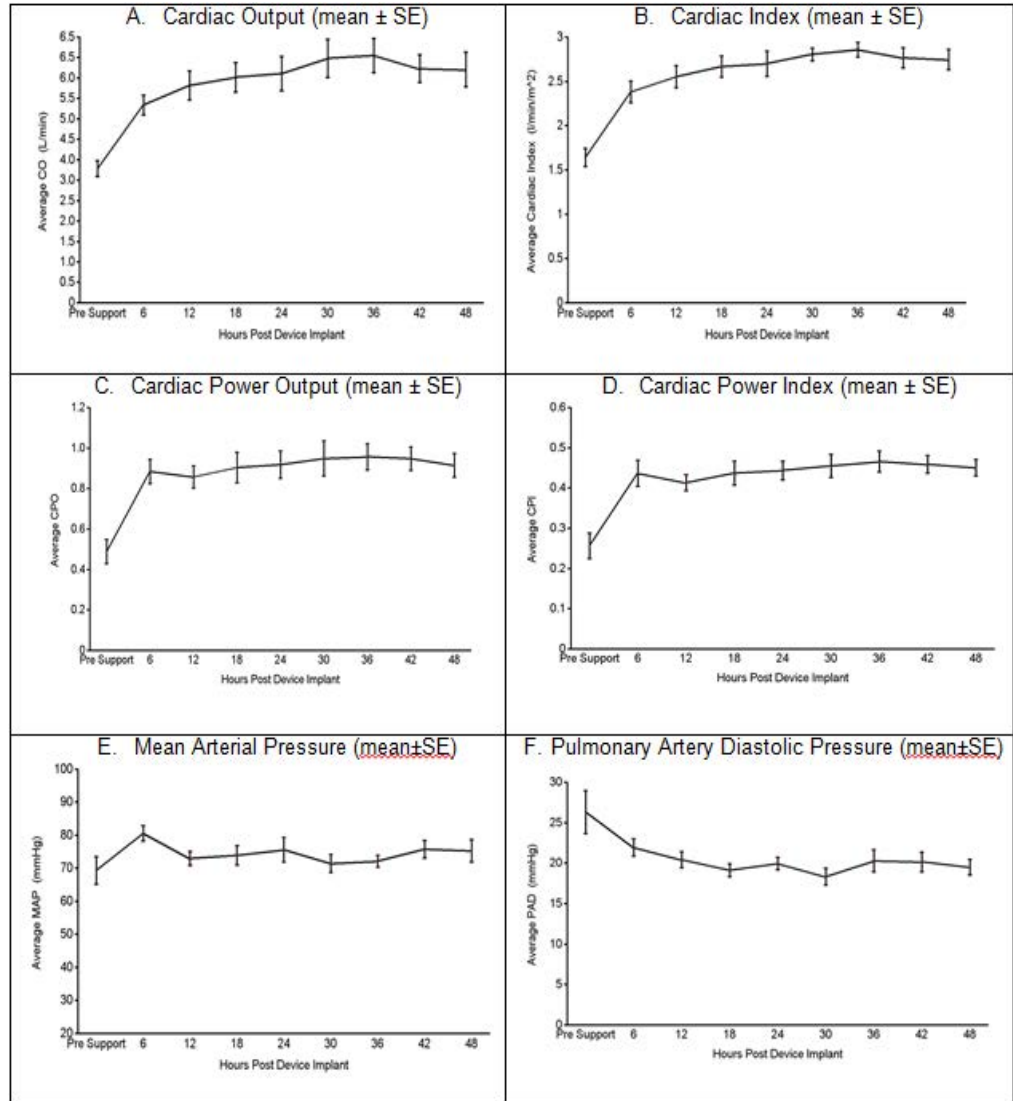 A. Cardiac Output (mean ± SE)
6.5
6.5
6.0
5.5
5.0
4.5
4.0
3.0
2.5
2.0
1.5
1.0
0.5
0
Average CO (L/min)
Pre Support 6 12 18 24 30 36 42 48
Hours Post Device Implant
B. Cardiac Index (mean ± SE)
3
2.5
2
1.5
1
0.5
0
Average Cardiac Index (l/min/m^2)
Pre Support 6 12 18 24 30 36 42 48
Hours Post Device Implant
C. Cardiac Power Output (mean ± SE)
1.2
1.0
0.8
0.6
0.4
0.2
0
Average CPO
Pre Support 6 12 18 24 30 36 42 48
Hours Post Device Implant
D. Cardiac Power Index (mean ± SE)
0.6
0.5
0.4
0.3
0.2
0.1
0
Average CPI
Pre Support 6 12 18 24 30 36 42 48
Hours Post Device Implant
E. Mean Arterial Pressure (mean±SE)
100
90
80
70
60
50
40
30
20
Average MAP (mmHg)
Pre Support 6 12 18 24 30 36 42 48
Hours Post Device Implant
F. Pulmonary Artery Diastolic Pressure (mean±SE)
30
25
20
15
10
5
0
Average PAD (mmHg)
Pre Support 6 12 18 24 30 36 42 48
Hours Post Device Implant